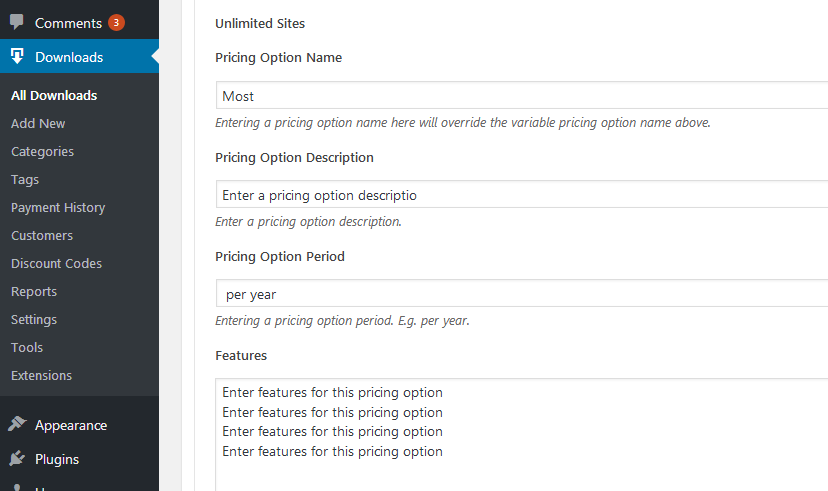 Comments 3
Downloads
All Downloads
Add New
Categories
Tags
Payment History
Customers
Discount Codes
Reports
Settings
Tools
Extensions
Appearance
Plugins
Unlimited Sites
Pricing Option Name
Most
Entering a pricing option name here will override the variable pricing option name above.
Pricing Option Description
Enter a pricing option descriptio
Enter a pricing option description.
Pricing Option Period
per year
Entering a pricing option period. E.g. per year.
Features
Enter features for this pricing option
Enter features for this pricing option
Enter features for this pricing option
Enter features for this pricing option